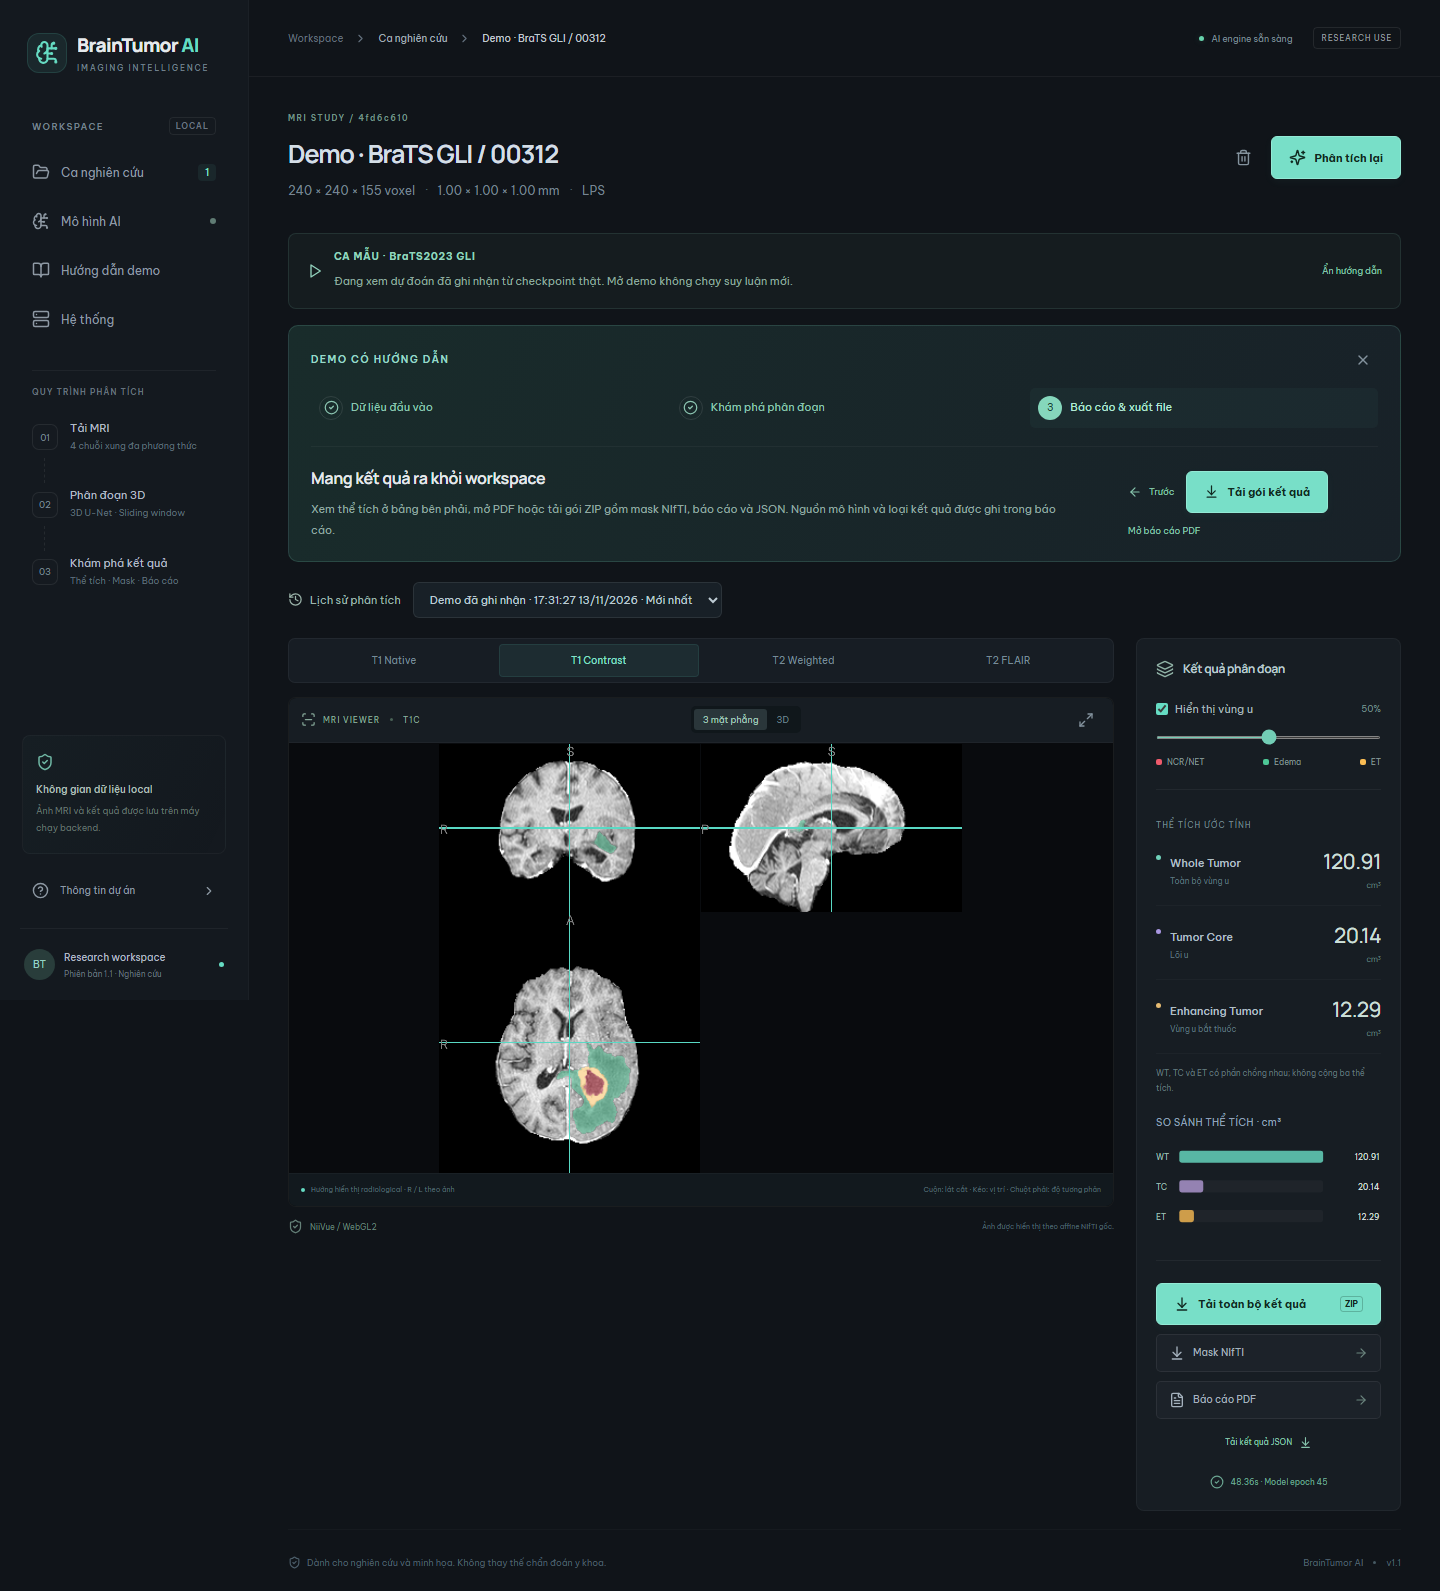 BrainTumor AI
IMAGING INTELLIGENCE
WORKSPACE
LOCAL
Ca nghiên cứu
1
Mô hình AI
Hướng dẫn demo
Hệ thống
QUY TRÌNH PHÂN TÍCH
01
Tải MRI
4 chuỗi xung đa phương thức
02
Phân đoạn 3D
3D U-Net · Sliding window
03
Khám phá kết quả
Thể tích · Mask · Báo cáo
Không gian dữ liệu local
Ảnh MRI và kết quả được lưu trên máy
chạy backend.
Thông tin dự án
BT
Research workspace
Phiên bản 1.1 · Nghiên cứu
Workspace > Ca nghiên cứu > Demo · BraTS GLI / 00312
AI engine sẵn sàng
RESEARCH USE
MRI STUDY / 4fd6c610
Demo · BraTS GLI / 00312
240 × 240 × 155 voxel · 1.00 × 1.00 × 1.00 mm · LPS
Phân tích lại
CA MẪU · BraTS2023 GLI
Đang xem dự đoán đã ghi nhận từ checkpoint thật. Mở demo không chạy suy luận mới.
Ẩn hướng dẫn
DEMO CÓ HƯỚNG DẪN
Dữ liệu đầu vào
Khám phá phân đoạn
3 Báo cáo & xuất file
Mang kết quả ra khỏi workspace
Xem thể tích ở bảng bên phải, mở PDF hoặc tải gói ZIP gồm mask NIfTI, báo cáo và JSON. Nguồn mô hình và loại kết quả được ghi trong báo
cáo.
Trước
Tải gói kết quả
Mở báo cáo PDF
Lịch sử phân tích
Demo đã ghi nhận · 17:31:27 13/11/2026 · Mới nhất
T1 Native
T1 Contrast
T2 Weighted
T2 FLAIR
MRI VIEWER • T1C
3 mặt phẳng
3D
S
S
R
P
A
R
Hướng hiển thị radiological · R / L theo ảnh
Cuộn: lát cắt · Kéo: vị trí · Chuột phải: độ tương phản
NiiVue / WebGL2
Ảnh được hiển thị theo affine NIfTI gốc.
Kết quả phân đoạn
Hiển thị vùng u
50%
NCR/NET
Edema
ET
THỂ TÍCH ƯỚC TÍNH
Whole Tumor
120.91
Toàn bộ vùng u
cm³
Tumor Core
20.14
Lõi u
cm³
Enhancing Tumor
12.29
Vùng u bắt thuốc
cm³
WT, TC và ET có phần chồng nhau; không cộng ba thể
tích.
SO SÁNH THỂ TÍCH · cm³
WT 120.91
TC 20.14
ET 12.29
Tải toàn bộ kết quả
ZIP
Mask NIfTI
Báo cáo PDF
Tải kết quả JSON
48.36s · Model epoch 45
Dành cho nghiên cứu và minh họa. Không thay thế chẩn đoán y khoa.
BrainTumor AI • v1.1